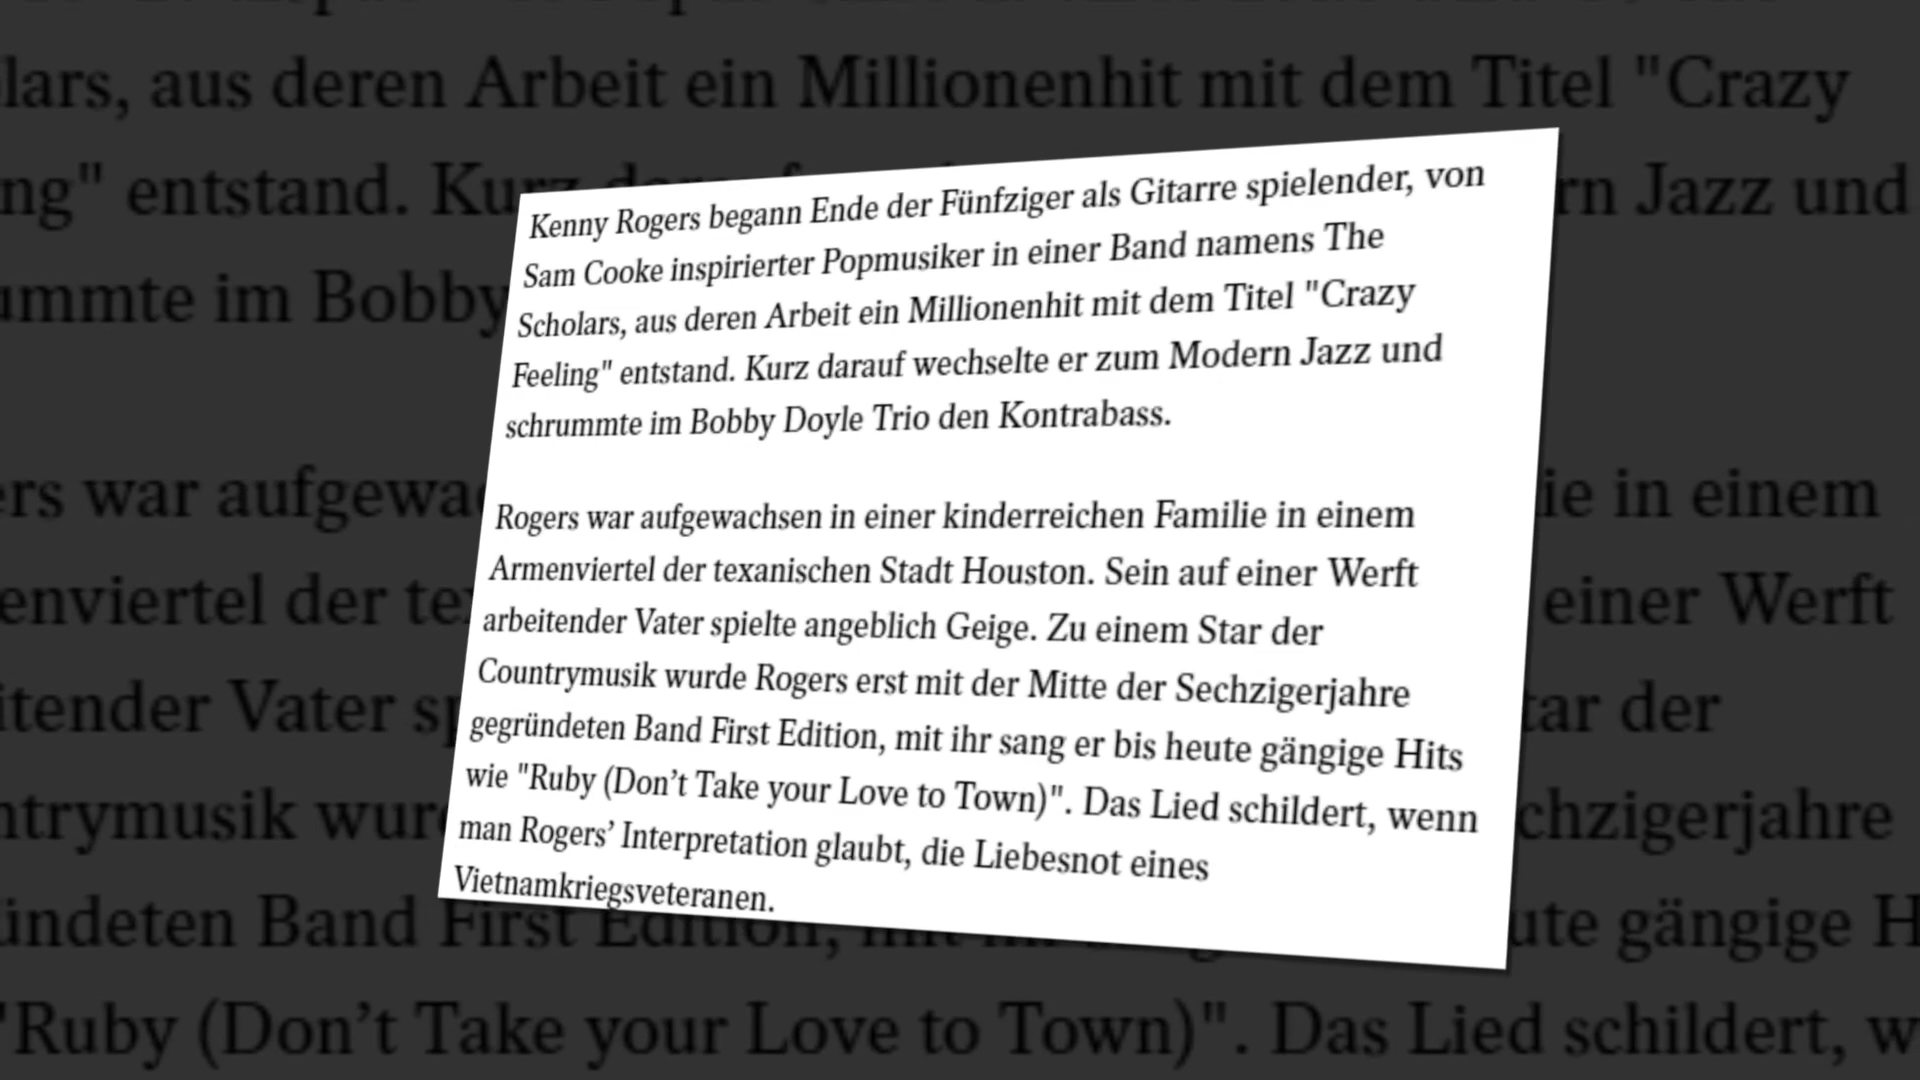 Kenny Rogers begann Ende der Fünfziger als Gitarre spielender, von
Sam Cooke inspirierter Popmusiker in einer Band namens The
Scholars, aus deren Arbeit ein Millionenhit mit dem Titel "Crazy
Feeling" entstand. Kurz darauf wechselte er zum Modern Jazz und
schrummte im Bobby Doyle Trio den Kontrabass.
Rogers war aufgewachsen in einer kinderreichen Familie in einem
Armenviertel der texanischen Stadt Houston. Sein auf einer Werft
arbeitender Vater spielte angeblich Geige. Zu einem Star der
Countrymusik wurde Rogers erst mit der Mitte der Sechzigerjahre
gegründeten Band First Edition, mit ihr sang er bis heute gängige Hits
wie "Ruby (Don’t Take your Love to Town)". Das Lied schildert, wenn
man Rogers’ Interpretation glaubt, die Liebesnot eines
Vietnamkriegsveteranen.